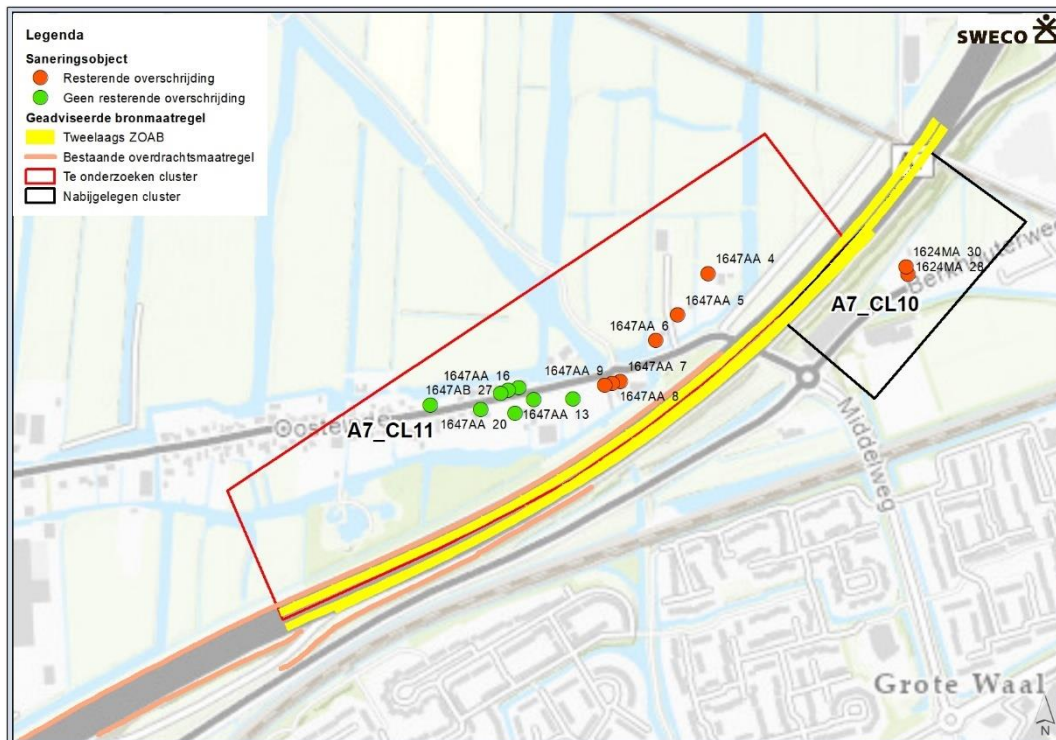 Legenda
Saneringsobject
Resterende overschrijding
Geen resterende overschrijding
Geadviseerde bronmaatregel
Tweelaags ZOAB
Bestaande overdrachtsmaatregel
Te onderzoeken cluster
Nabijgelegen cluster
SWECO
1624MA 30
1624MA 28
Berkhouterweg
A7_CL10
1647AA 4
1647AA 5
1647AA 6
1647AA 9
1647AA 7
1647AA 8
1647AA 16
1647AB 27
1647AA 13
1647AA 20
A7_CL11
Middelweg
Grote Waal
N